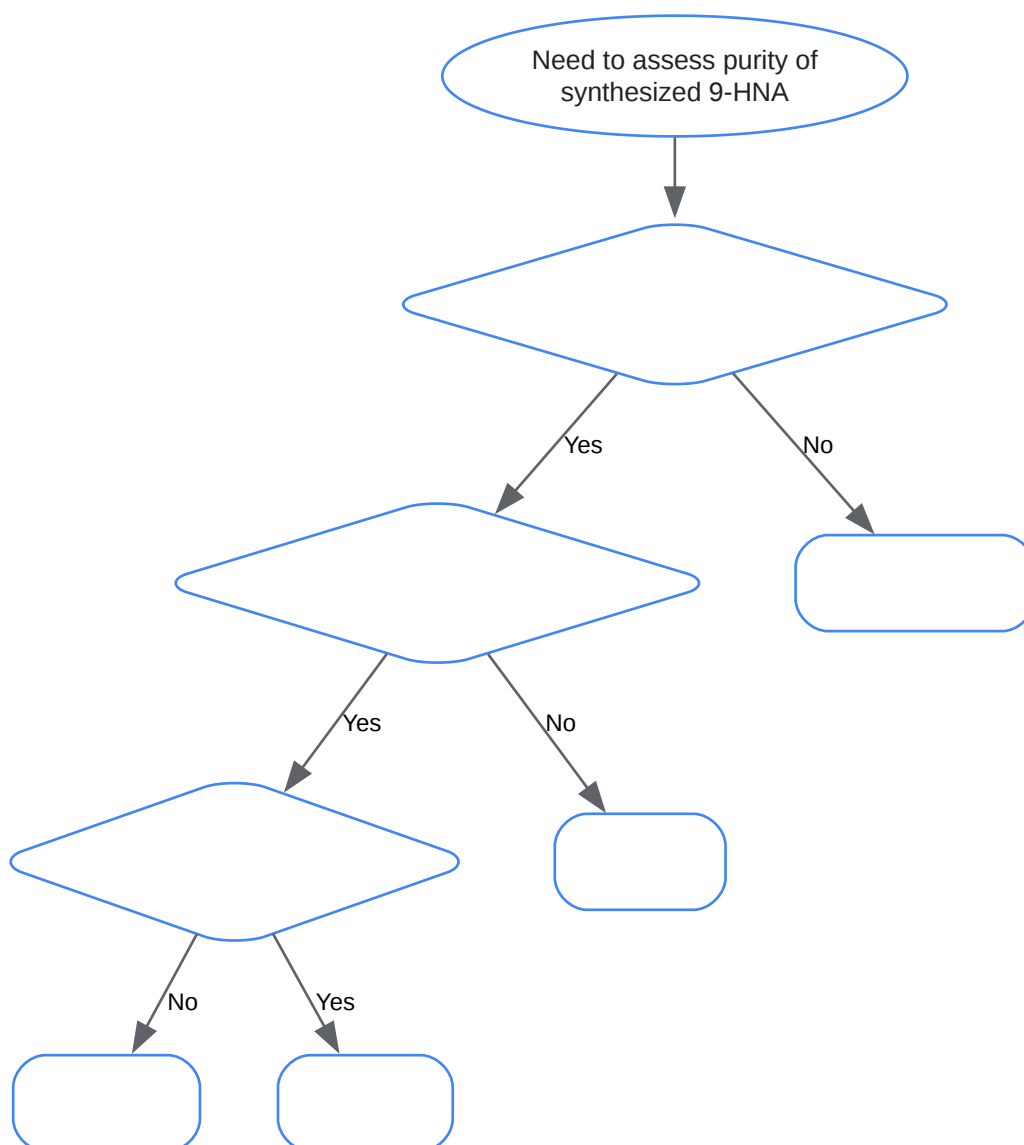 Need to assess purity of
synthesized 9-HNA
Yes
No
Yes
No
No
Yes